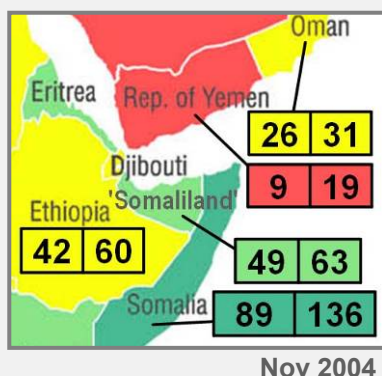 Oman
Eritrea
Rep. of Yemen
26 31
9 19
Djibouti
'Somaliland'
Ethiopia
42 60
49 63
Somalia
89 136
Nov 2004